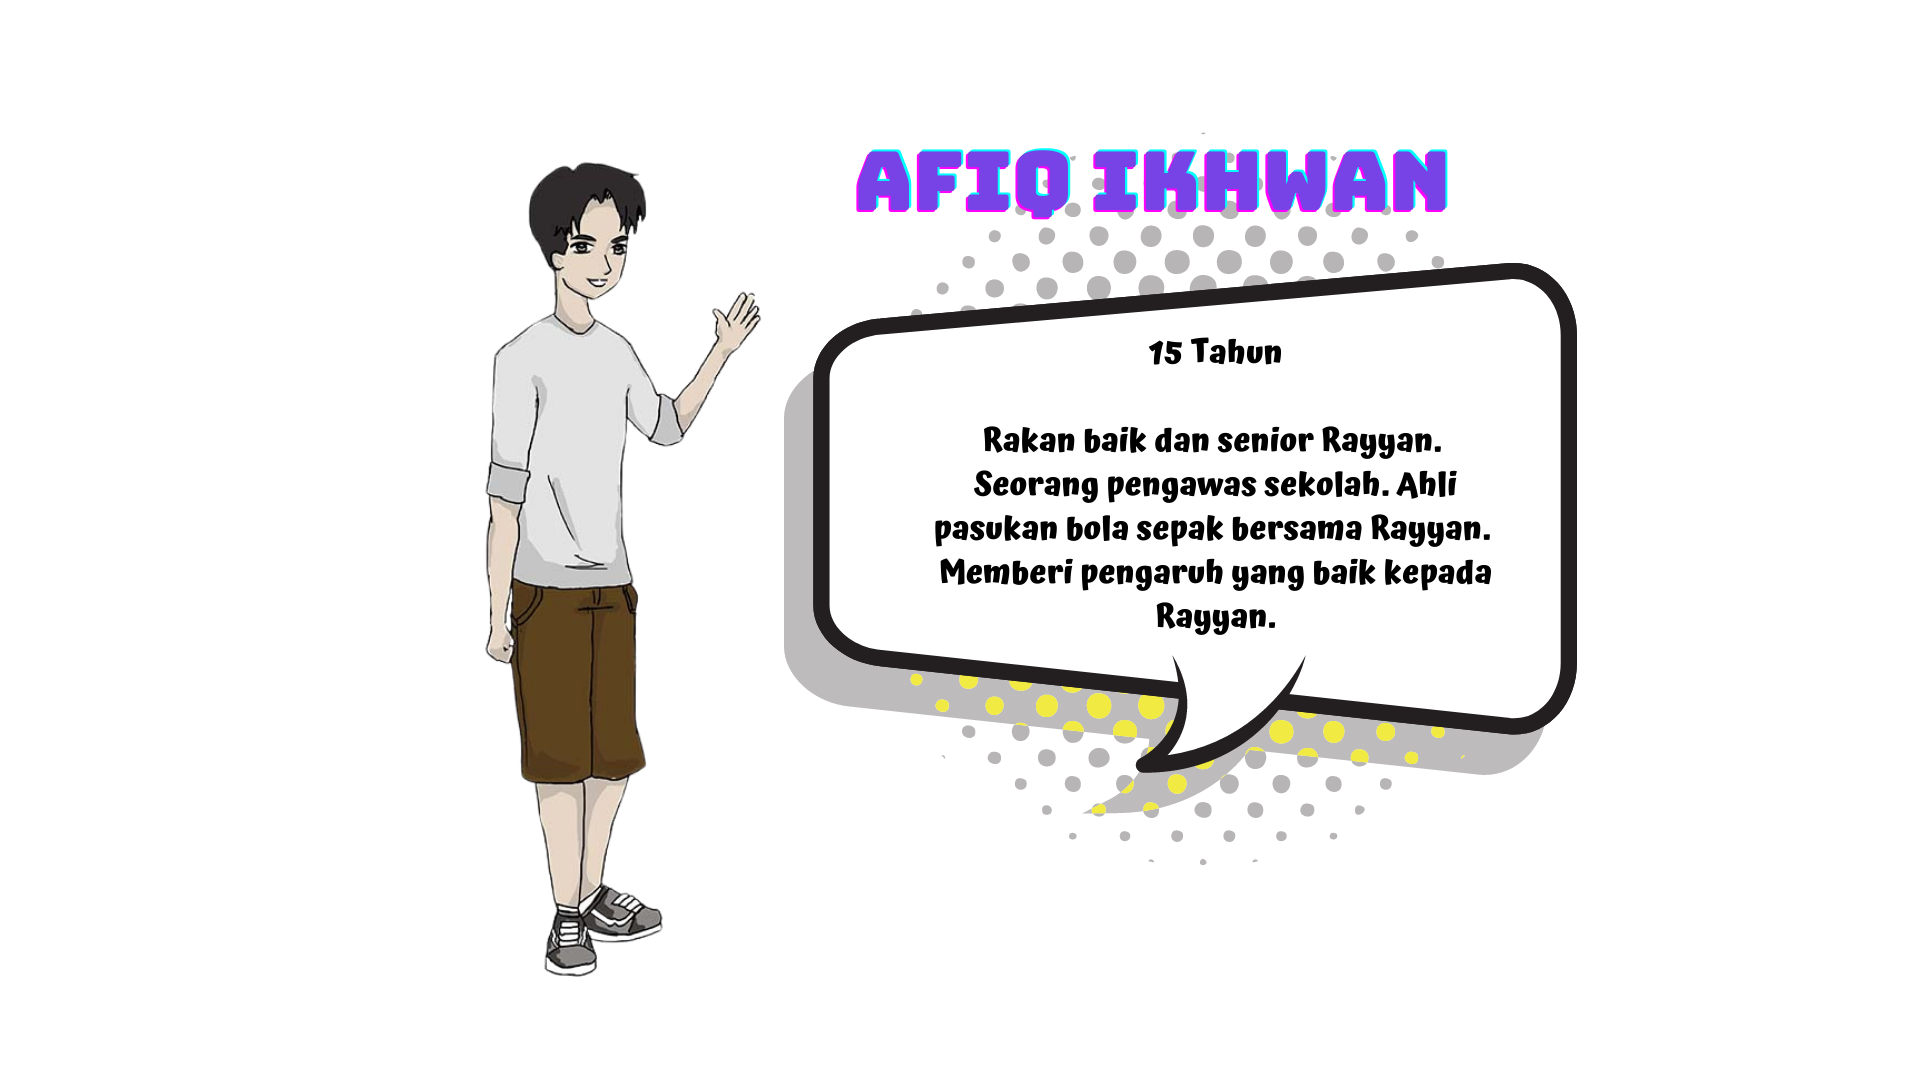 AFIQ IKHWAN
15 Tahun
Rakan baik dan senior Rayyan.
Seorang pengawas sekolah. Ahli
pasukan bola sepak bersama Rayyan.
Memberi pengaruh yang baik kepada
Rayyan.